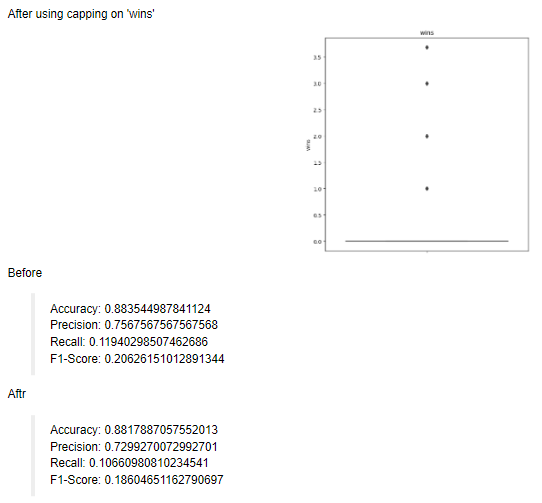 After using capping on 'wins'
wins
3.5
3.0
2.5
wins
2.0
1.5
1.0
0.5
0.0
Before
Accuracy: 0.883544987841124
Precision: 0.7567567567567568
Recall: 0.11940298507462686
F1-Score: 0.20626151012891344
Aftr
Accuracy: 0.8817887057552013
Precision: 0.7299270072992701
Recall: 0.10660980810234541
F1-Score: 0.18604651162790697